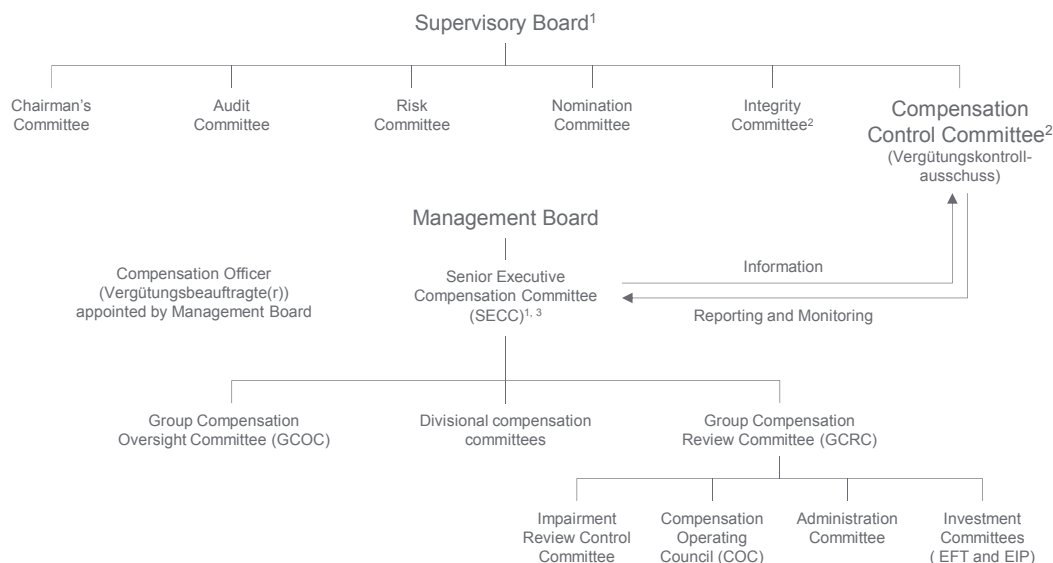 Supervisory Board¹
Chairman's
Committee
Audit
Committee
Risk
Committee
Nomination
Committee
Integrity
Committee²
Compensation
Control Committee²
(Vergütungskontroll-
ausschuss)
Management Board
Compensation Officer
(Vergütungsbeauftragte(r))
appointed by Management Board
Senior Executive
Compensation Committee
(SECC)¹˒ ³
Information
Reporting and Monitoring
Group Compensation
Oversight Committee (GCOC)
Divisional compensation
committees
Group Compensation
Review Committee (GCRC)
Impairment
Review Control
Committee
Compensation
Operating
Council (COC)
Administration
Committee
Investment
Committees
( EFT and EIP)